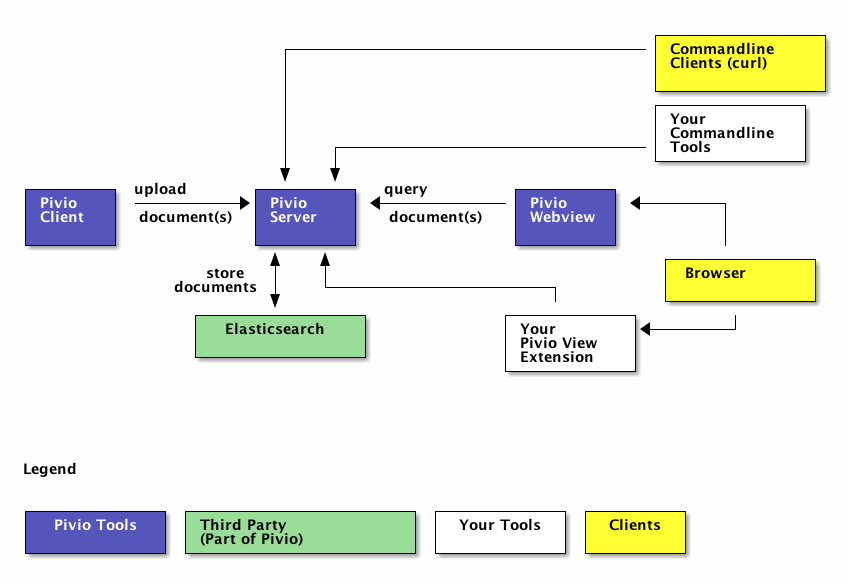 Commandline
Clients (curl)
Your
Commandline
Tools
upload
document(s)
query
document(s)
Pivio
Client
Pivio
Server
Pivio
Webview
Browser
store
documents
Elasticsearch
Your
Pivio View
Extension
Legend
Pivio Tools
Third Party
(Part of Pivio)
Your Tools
Clients